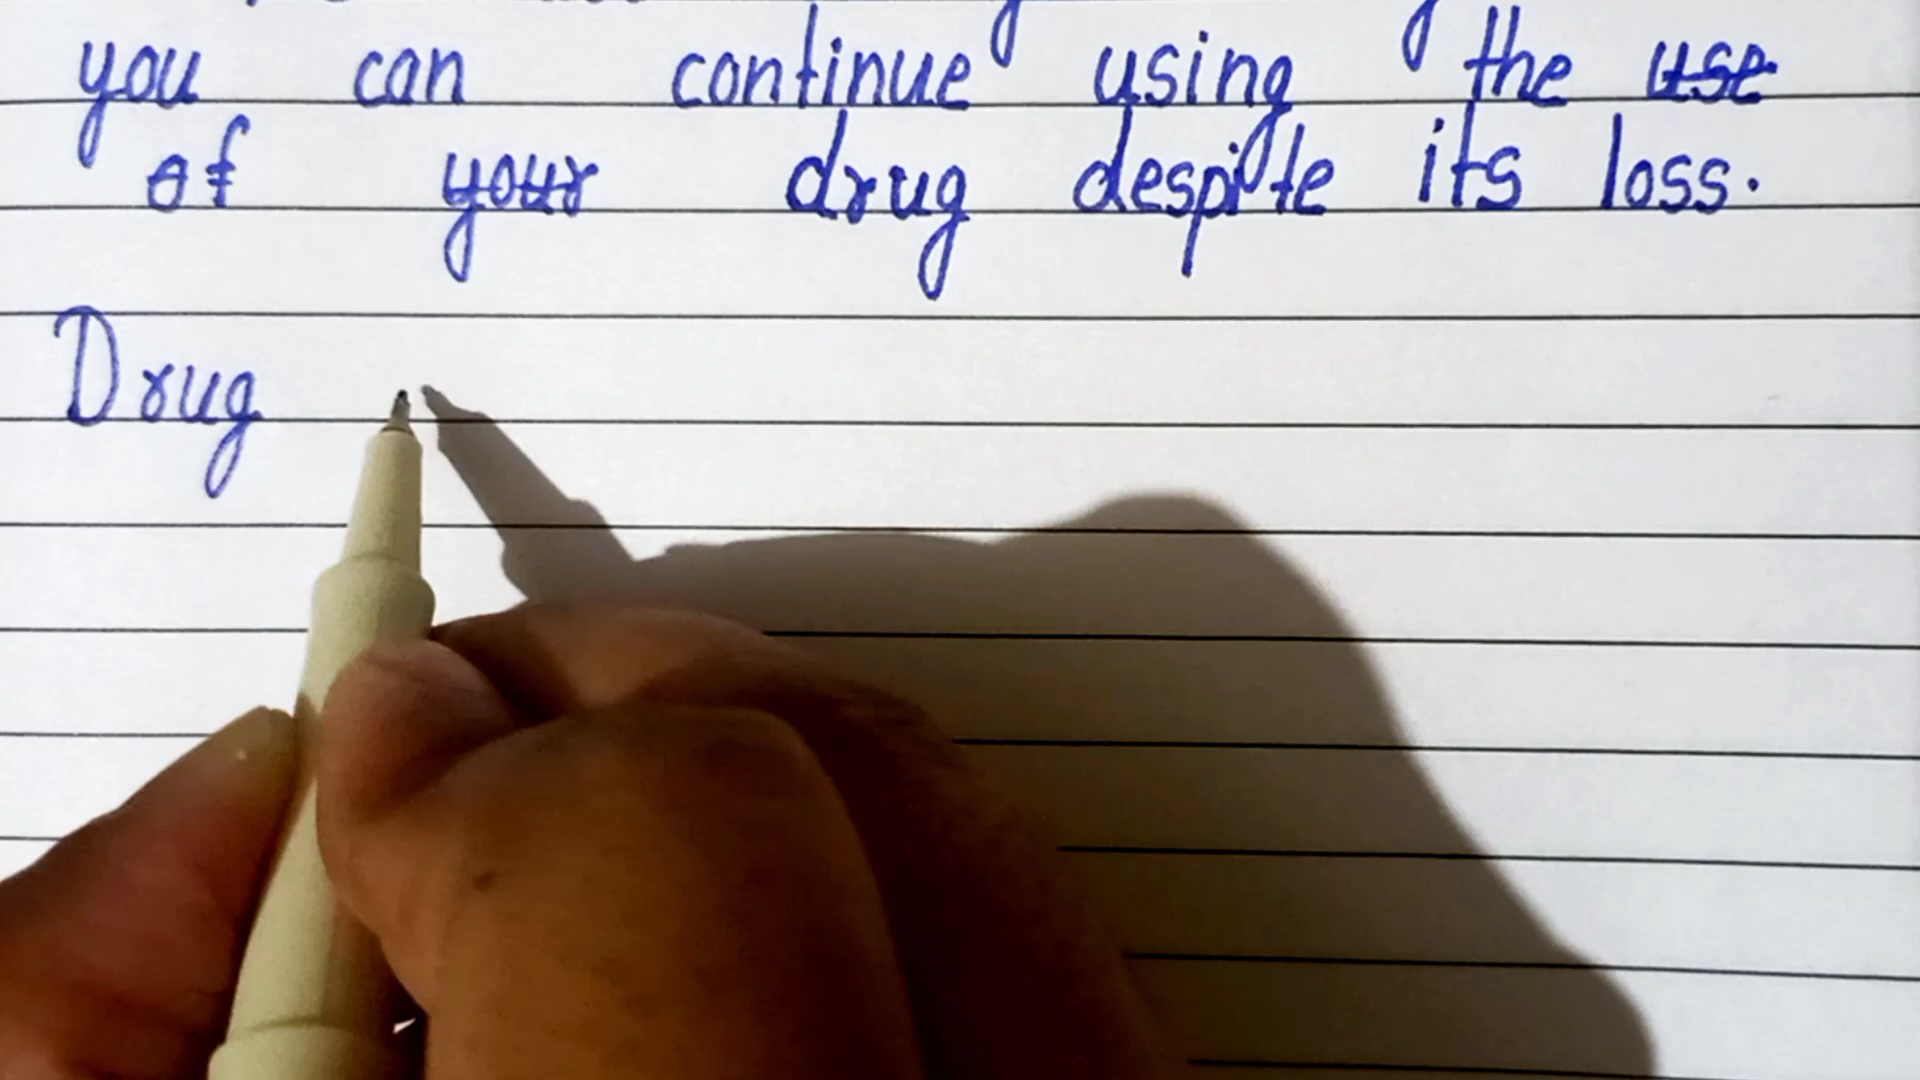 you can continue using the use
of your drug despite its loss.
Drug